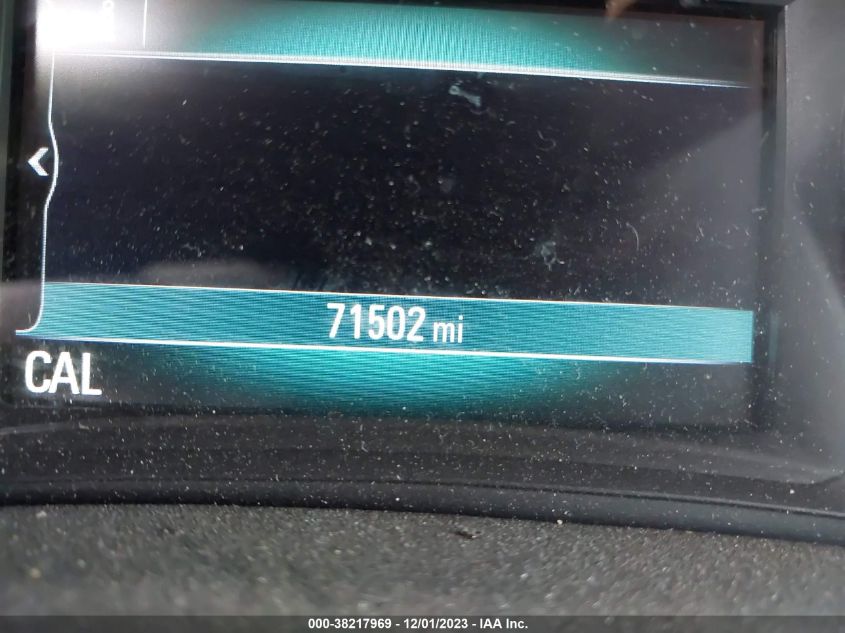 71502 mi
CAL
000-38217969 - 12/01/2023 - IAA Inc.